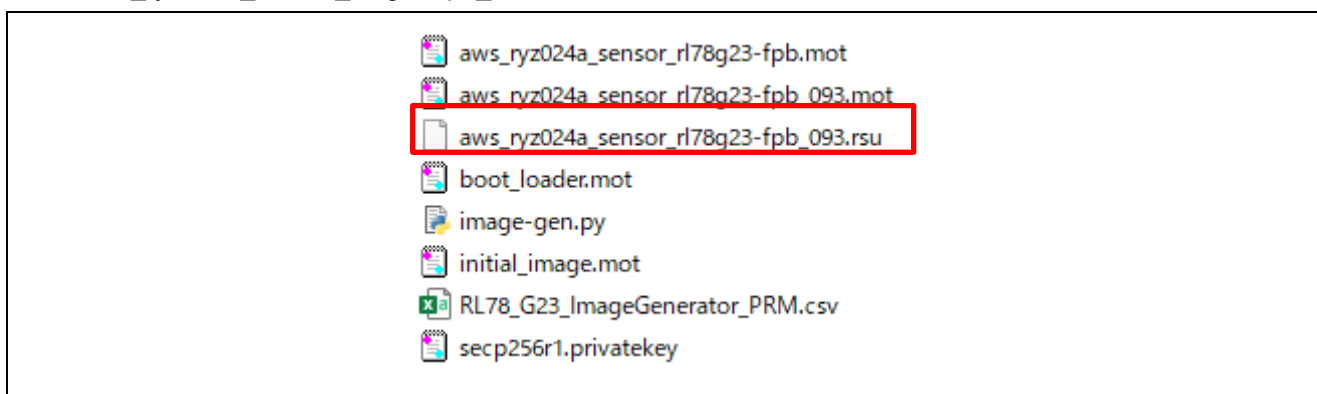 aws_ryz024a_sensor_rl78g23-fpb.mot
aws_ryz024a_sensor_rl78g23-fpb_093.mot
aws_ryz024a_sensor_rl78g23-fpb_093.rsu
boot_loader.mot
image-gen.py
initial_image.mot
RL78_G23_ImageGenerator_PRM.csv
secp256r1.privatekey